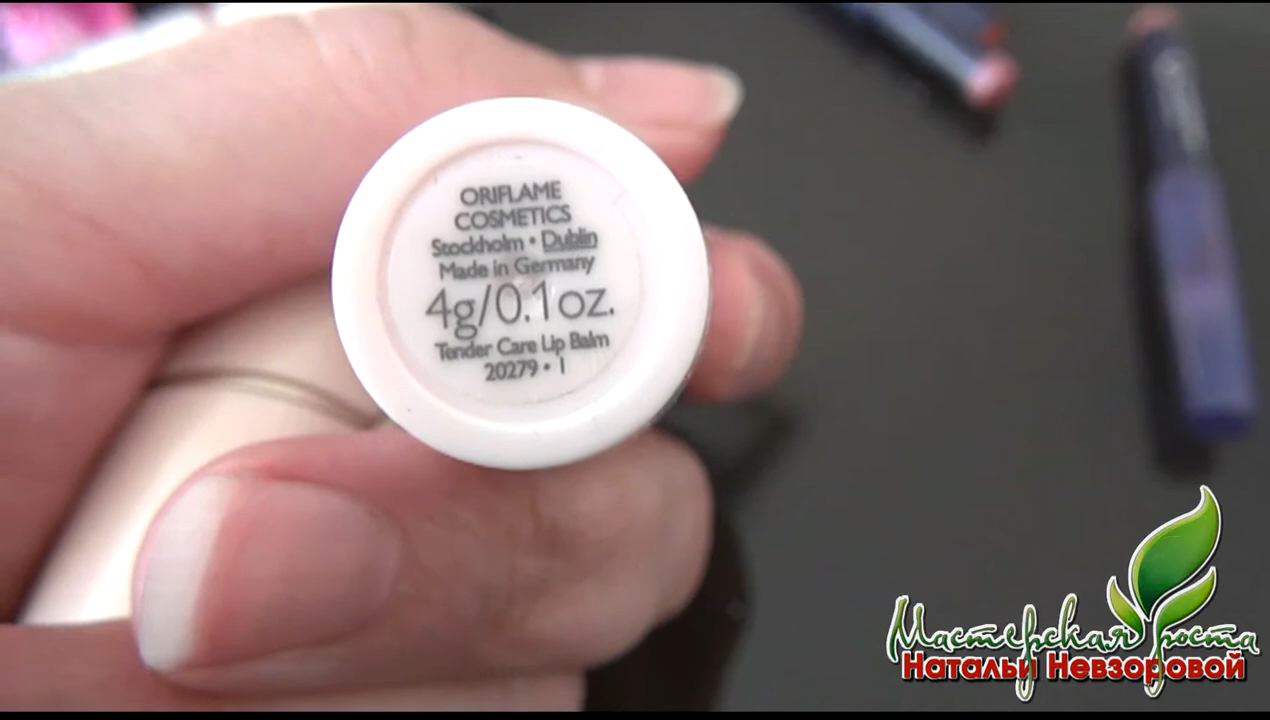 ORIFLAME
COSMETICS
Stockholm • Dublin
Made in Germany
4g/0.1oz.
Tender Care Lip Balm
20279 • 1
Мастерская роста
Натальи Невзоровой